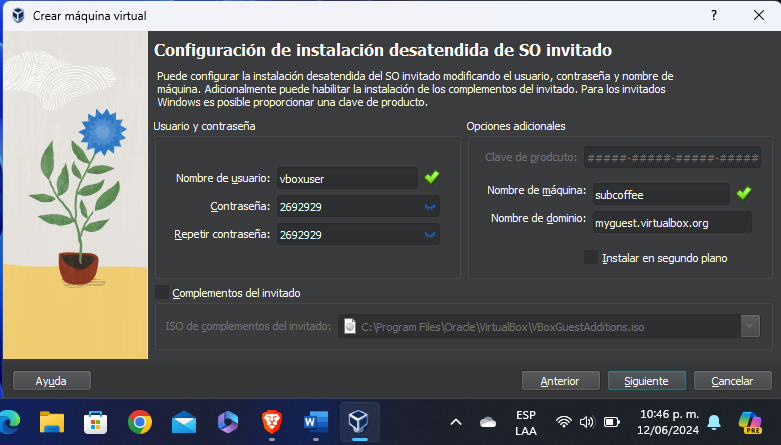 Crear máquina virtual
?
Configuración de instalación desatendida de SO invitado
Puede configurar la instalación desatendida del SO invitado modificando el usuario, contraseña y nombre de
máquina. Adicionalmente puede habilitar la instalación de los complementos del invitado. Para los invitados
Windows es posible proporcionar una clave de producto.
Usuario y contraseña
Nombre de usuario: vboxuser
Contraseña: 2692929
Repetir contraseña: 2692929
Opciones adicionales
Clave de prodcuto: #####-#####-#####-#####
Nombre de máquina: subcoffee
Nombre de dominio: myguest.virtualbox.org
Instalar en segundo plano
Complementos del invitado
ISO de complementos del invitado: C:\Program Files\Oracle\VirtualBox\VBoxGuestAdditions.iso
Ayuda
Anterior
Siguiente
Cancelar
W
ESP
LAA
10:46 p. m.
12/06/2024
PRE